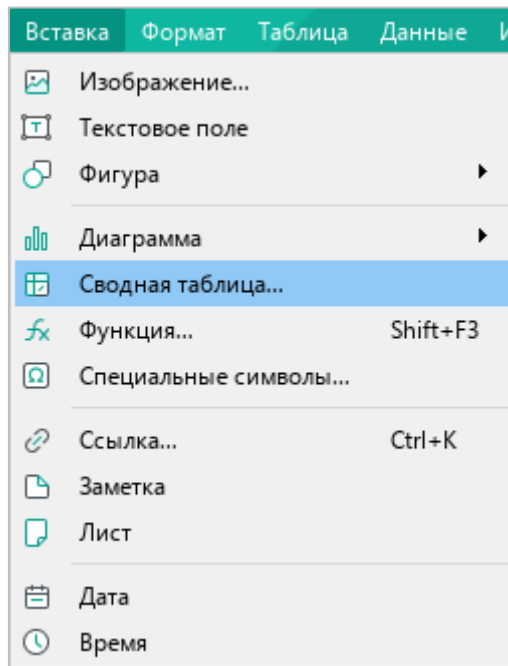 Вставка Формат Таблица Данные
Изображение...
Текстовое поле
Фигура
Диаграмма
Сводная таблица...
Функция... Shift+F3
Специальные символы...
Ссылка... Ctrl+K
Заметка
Лист
Дата
Время